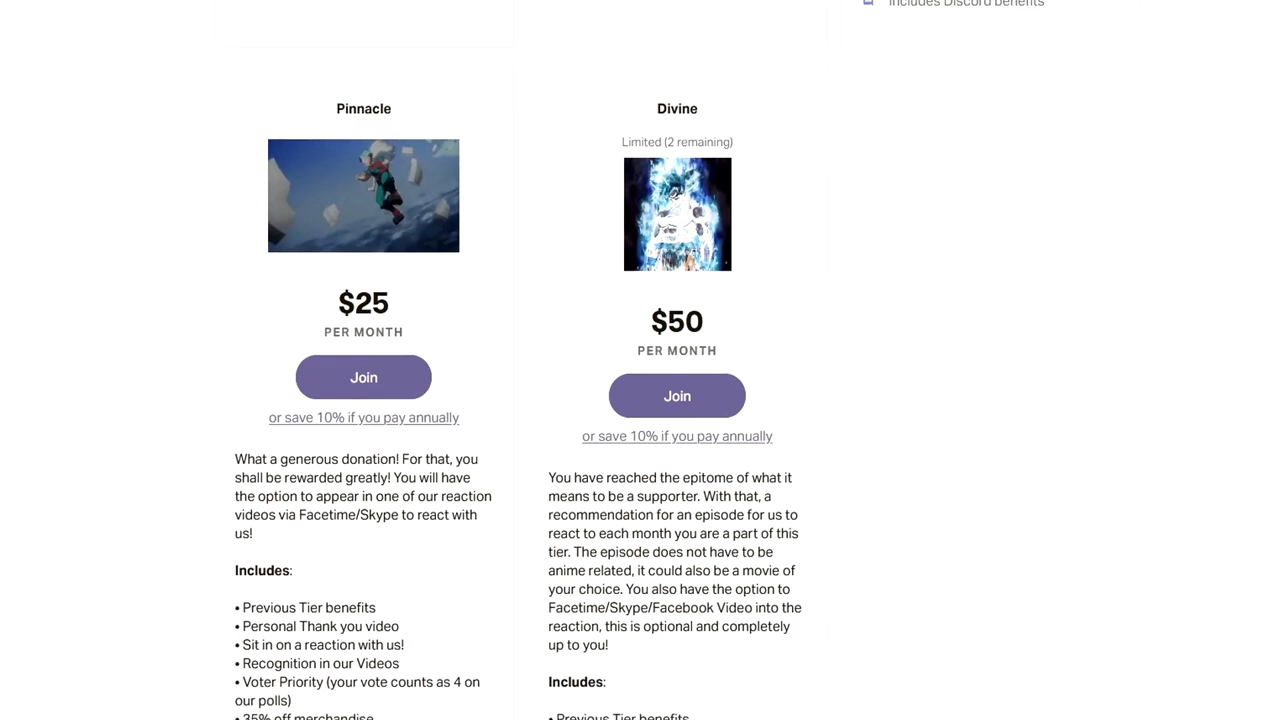 Includes Discord benefits
Pinnacle
$25
PER MONTH
Join
or save 10% if you pay annually
What a generous donation! For that, you
shall be rewarded greatly! You will have
the option to appear in one of our reaction
videos via Facetime/Skype to react with
us!
Includes:
• Previous Tier benefits
• Personal Thank you video
• Sit in on a reaction with us!
• Recognition in our Videos
• Voter Priority (your vote counts as 4 on
our polls)
• 35% off merchandise
Divine
Limited (2 remaining)
$50
PER MONTH
Join
or save 10% if you pay annually
You have reached the epitome of what it
means to be a supporter. With that, a
recommendation for an episode for us to
react to each month you are a part of this
tier. The episode does not have to be
anime related, it could also be a movie of
your choice. You also have the option to
Facetime/Skype/Facebook Video into the
reaction, this is optional and completely
up to you!
Includes:
• Previous Tier benefits